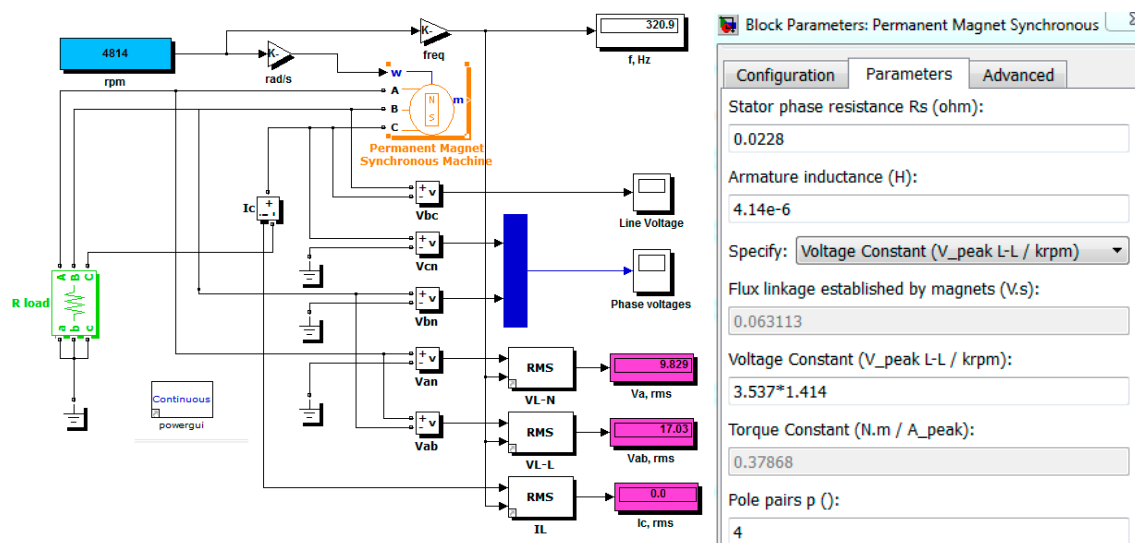 4814
rpm
K-
rad/s
K-
freq
320.9
f, Hz
w
A
B
C
m
N
S
Permanent Magnet
Synchronous Machine
Ic
+
-
i
+
-
v
Vbc
Line Voltage
+
-
v
Vcn
+
-
v
Vbn
Phase voltages
A B C
R load
a b c
Continuous
powergui
+
-
v
Van
RMS
VL-N
9.829
Va, rms
+
-
v
Vab
RMS
VL-L
17.03
Vab, rms
RMS
IL
0.0
Ic, rms
Block Parameters: Permanent Magnet Synchronous
Configuration Parameters Advanced
Stator phase resistance Rs (ohm):
0.0228
Armature inductance (H):
4.14e-6
Specify: Voltage Constant (V_peak L-L / krpm)
Flux linkage established by magnets (V.s):
0.063113
Voltage Constant (V_peak L-L / krpm):
3.537*1.414
Torque Constant (N.m / A_peak):
0.37868
Pole pairs p ():
4